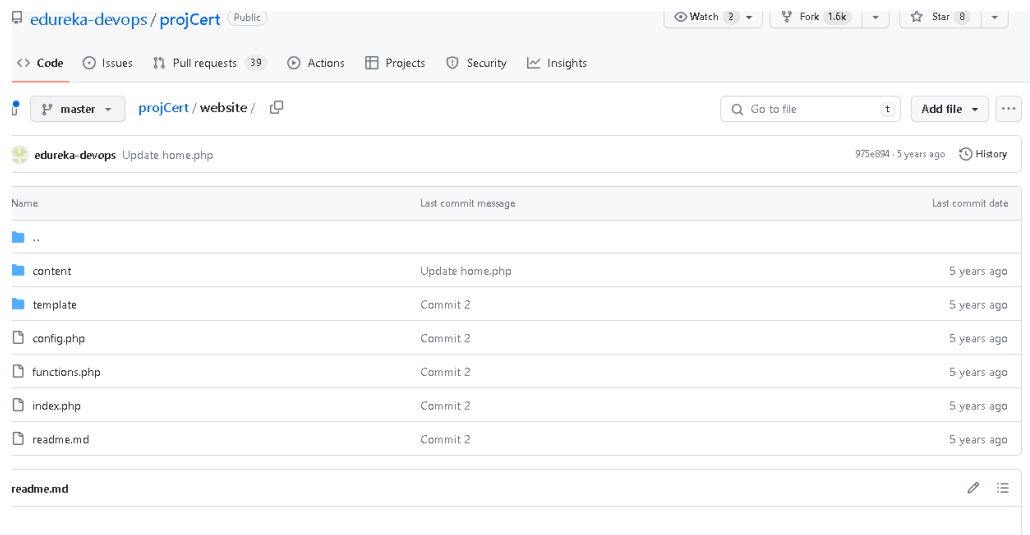 edureka-devops / projCert Public Watch 2 Fork 1.6k Star 8
Code Issues Pull requests 39 Actions Projects Security Insights
master projCert / website / Go to file t Add file
edureka-devops Update home.php 975e894 · 5 years ago History
Name Last commit message Last commit date
..
content Update home.php 5 years ago
template Commit 2 5 years ago
config.php Commit 2 5 years ago
functions.php Commit 2 5 years ago
index.php Commit 2 5 years ago
readme.md Commit 2 5 years ago
readme.md